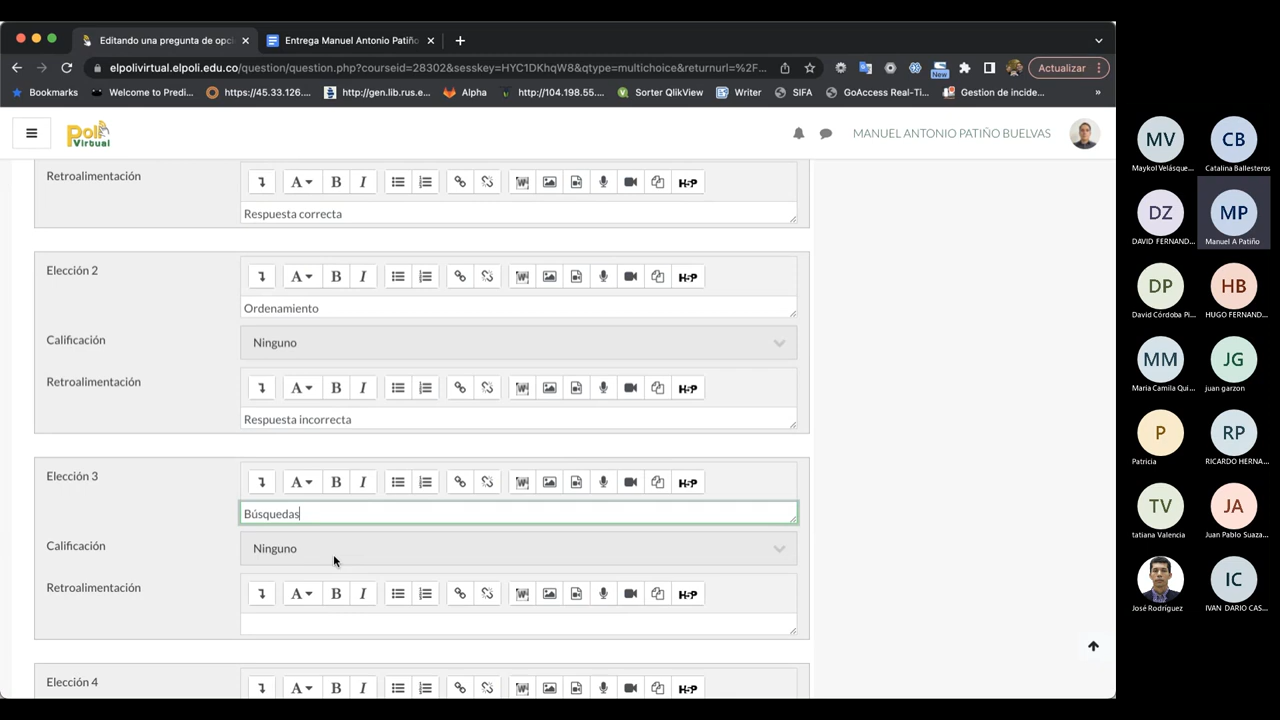 Editando una pregunta de opci
Entrega Manuel Antonio Patiño
elpolivirtual.elpoli.edu.co/question/question.php?courseid=28302&sesskey=HYC1DKhqW8&qtype=multichoice&returnurl=%2F...
New
Actualizar
Bookmarks
Welcome to Predi...
https://45.33.126....
http://gen.lib.rus.e...
Alpha
http://104.198.55....
Sorter QlikView
Writer
SIFA
GoAccess Real-Ti...
Gestion de incide...
»
Poli Virtual
MANUEL ANTONIO PATIÑO BUELVAS
Retroalimentación
A B I H-P
Respuesta correcta
Elección 2
A B I H-P
Ordenamiento
Calificación
Ninguno
Retroalimentación
A B I H-P
Respuesta incorrecta
Elección 3
A B I H-P
Búsquedas
Calificación
Ninguno
Retroalimentación
A B I H-P
Elección 4
A B I H-P
MV
Maykol Velásque...
CB
Catalina Ballesteros
DZ
DAVID FERNAND...
MP
Manuel A Patiño
DP
David Córdoba Pi...
HB
HUGO FERNAND...
MM
Maria Camila Qui...
JG
juan garzon
P
Patricia
RP
RICARDO HERNA...
TV
tatiana Valencia
JA
Juan Pablo Suaza...
José Rodríguez
IC
IVAN DARIO CAS...